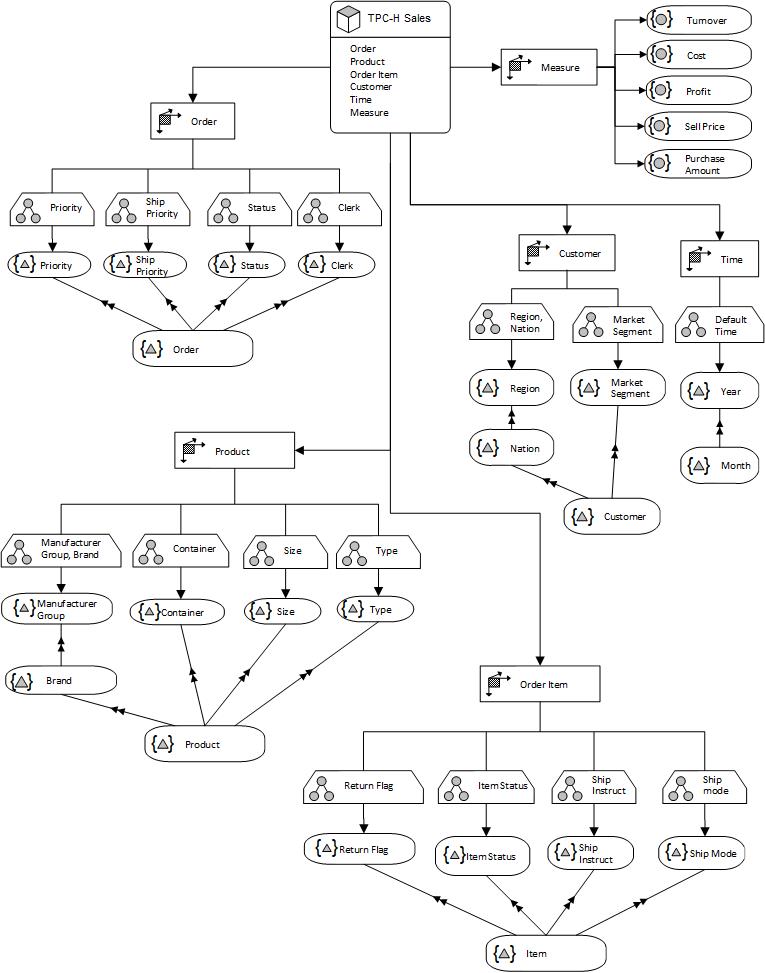 TPC-H Sales
Order
Product
Order Item
Customer
Time
Measure
Measure
Turnover
Cost
Profit
Sell Price
Purchase
Amount
Order
Priority
Ship
Priority
Status
Clerk
Priority
Ship
Priority
Status
Clerk
Order
Customer
Time
Region,
Nation
Market
Segment
Default
Time
Region
Market
Segment
Year
Nation
Month
Customer
Product
Manufacturer
Group, Brand
Container
Size
Type
Manufacturer
Group
Container
Size
Type
Brand
Product
Order Item
Return Flag
Item Status
Ship
Instruct
Ship
mode
Return Flag
Item Status
Ship
Instruct
Ship Mode
Item